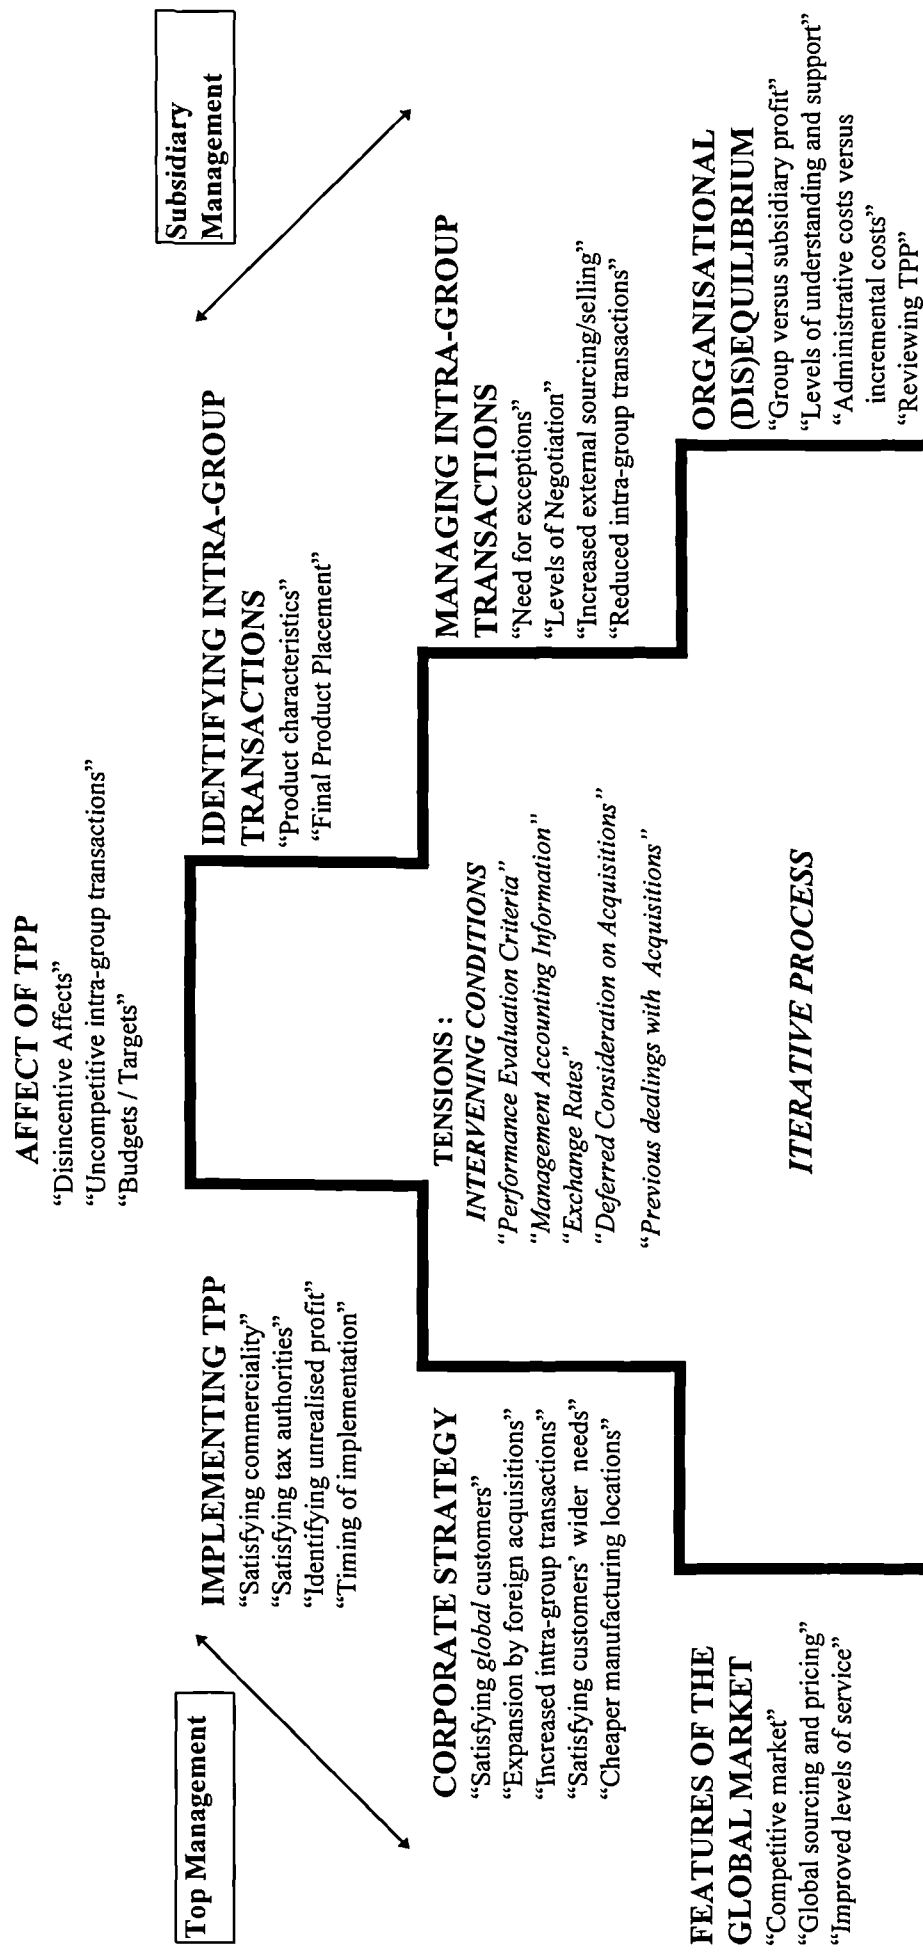 AFFECT OF TPP
“Disincentive Affects”
“Uncompetitive intra-group transactions”
“Budgets / Targets”
Top Management
Subsidiary
Management
IMPLEMENTING TPP
“Satisfying commerciality”
“Satisfying tax authorities”
“Identifying unrealised profit”
“Timing of implementation”
IDENTIFYING INTRA-GROUP
TRANSACTIONS
“Product characteristics”
“Final Product Placement”
CORPORATE STRATEGY
“Satisfying global customers”
“Expansion by foreign acquisitions”
“Increased intra-group transactions”
“Satisfying customers’ wider needs”
“Cheaper manufacturing locations”
TENSIONS :
INTERVENING CONDITIONS
“Performance Evaluation Criteria”
“Management Accounting Information”
“Exchange Rates”
“Deferred Consideration on Acquisitions”
“Previous dealings with Acquisitions”
MANAGING INTRA-GROUP
TRANSACTIONS
“Need for exceptions”
“Levels of Negotiation”
“Increased external sourcing/selling”
“Reduced intra-group transactions”
FEATURES OF THE
GLOBAL MARKET
“Competitive market”
“Global sourcing and pricing”
“Improved levels of service”
ITERATIVE PROCESS
ORGANISATIONAL
(DIS)EQUILIBRIUM
“Group versus subsidiary profit”
“Levels of understanding and support”
“Administrative costs versus
incremental costs”
“Reviewing TPP”